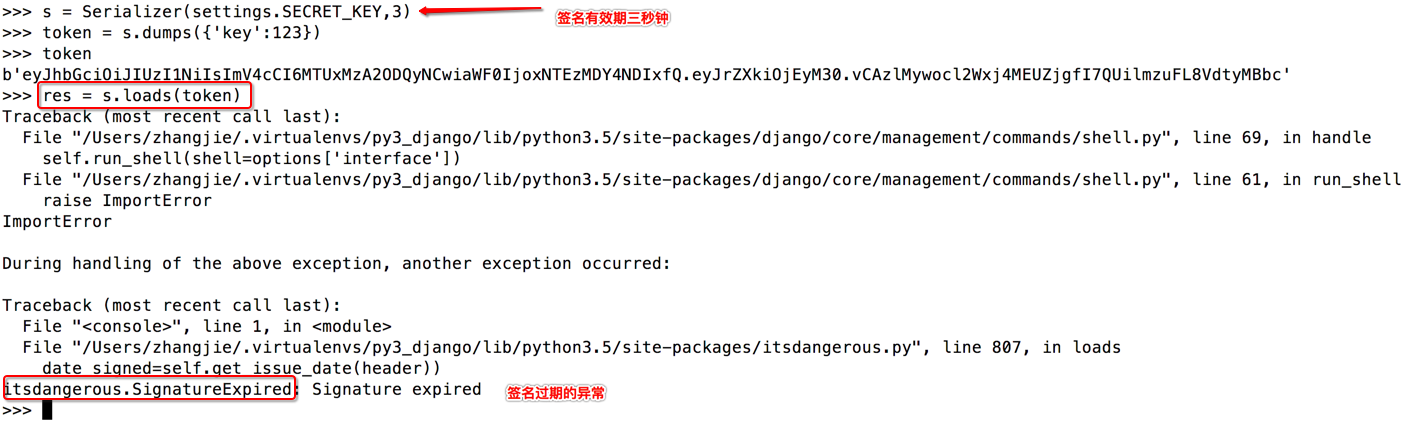 >>> s = Serializer(settings.SECRET_KEY,3)
签名有效期三秒钟
>>> token = s.dumps({'key':123})
>>> token
b'eyJhbGciOiJIUzI1NiIsImV4cCI6MTUxMzA2ODQyNCwiaWF0IjoxNTEzMDY4NDIxfQ.eyJrZXkiOjEyM30.vCAzlMywocl2Wxj4MEUZjgfI7QUilmzuFL8VdtyMBbc'
>>> res = s.loads(token)
Traceback (most recent call last):
File "/Users/zhangjie/.virtualenvs/py3_django/lib/python3.5/site-packages/django/core/management/commands/shell.py", line 69, in handle
self.run_shell(shell=options['interface'])
File "/Users/zhangjie/.virtualenvs/py3_django/lib/python3.5/site-packages/django/core/management/commands/shell.py", line 61, in run_shell
raise ImportError
ImportError
During handling of the above exception, another exception occurred:
Traceback (most recent call last):
File "<console>", line 1, in <module>
File "/Users/zhangjie/.virtualenvs/py3_django/lib/python3.5/site-packages/itsdangerous.py", line 807, in loads
date_signed=self.get_issue_date(header))
itsdangerous.SignatureExpired: Signature expired
签名过期的异常
>>>